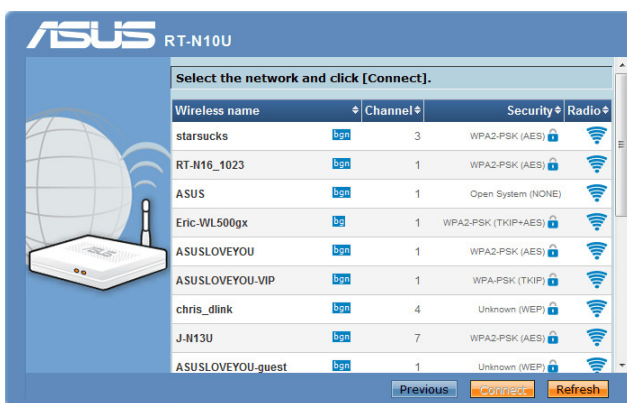 ASUS RT-N10U
Select the network and click [Connect].
Wireless name Channel Security Radio
starsucks bgn 3 WPA2-PSK (AES)
RT-N16_1023 bgn 1 WPA2-PSK (AES)
ASUS bgn 1 Open System (NONE)
Eric-WL500gx bg 1 WPA2-PSK (TKIP+AES)
ASUSLOVEYOU bgn 1 WPA2-PSK (AES)
ASUSLOVEYOU-VIP bgn 1 WPA-PSK (TKIP)
chris_dlink bgn 4 Unknown (WEP)
J-N13U bgn 7 WPA2-PSK (AES)
ASUSLOVEYOU-guest bgn 1 Unknown (WEP)
ASUS
Previous Connect Refresh